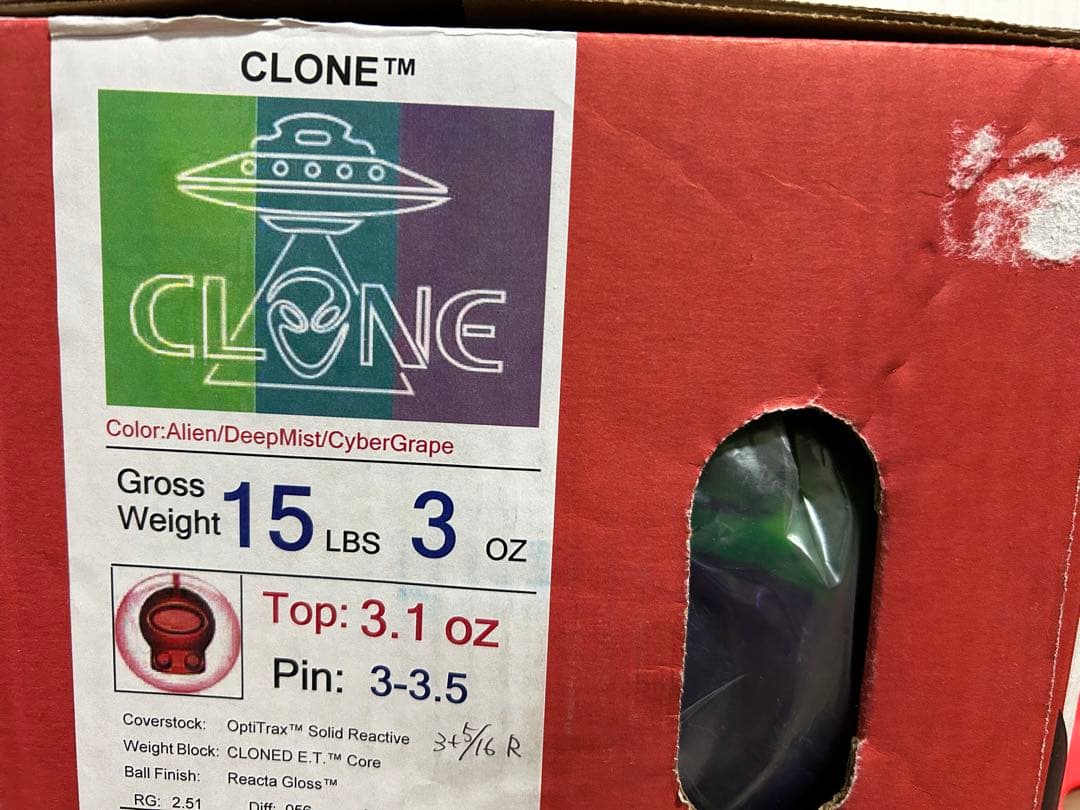 CLONE™
CLONE
Color:Alien/DeepMist/CyberGrape
Gross Weight 15 LBS 3 OZ
Top: 3.1 oz
Pin: 3-3.5
Coverstock: OptiTrax™ Solid Reactive
3+5/16 R
Weight Block: CLONED E.T.™ Core
Ball Finish: Reacta Gloss™
RG: 2.51 Diff: